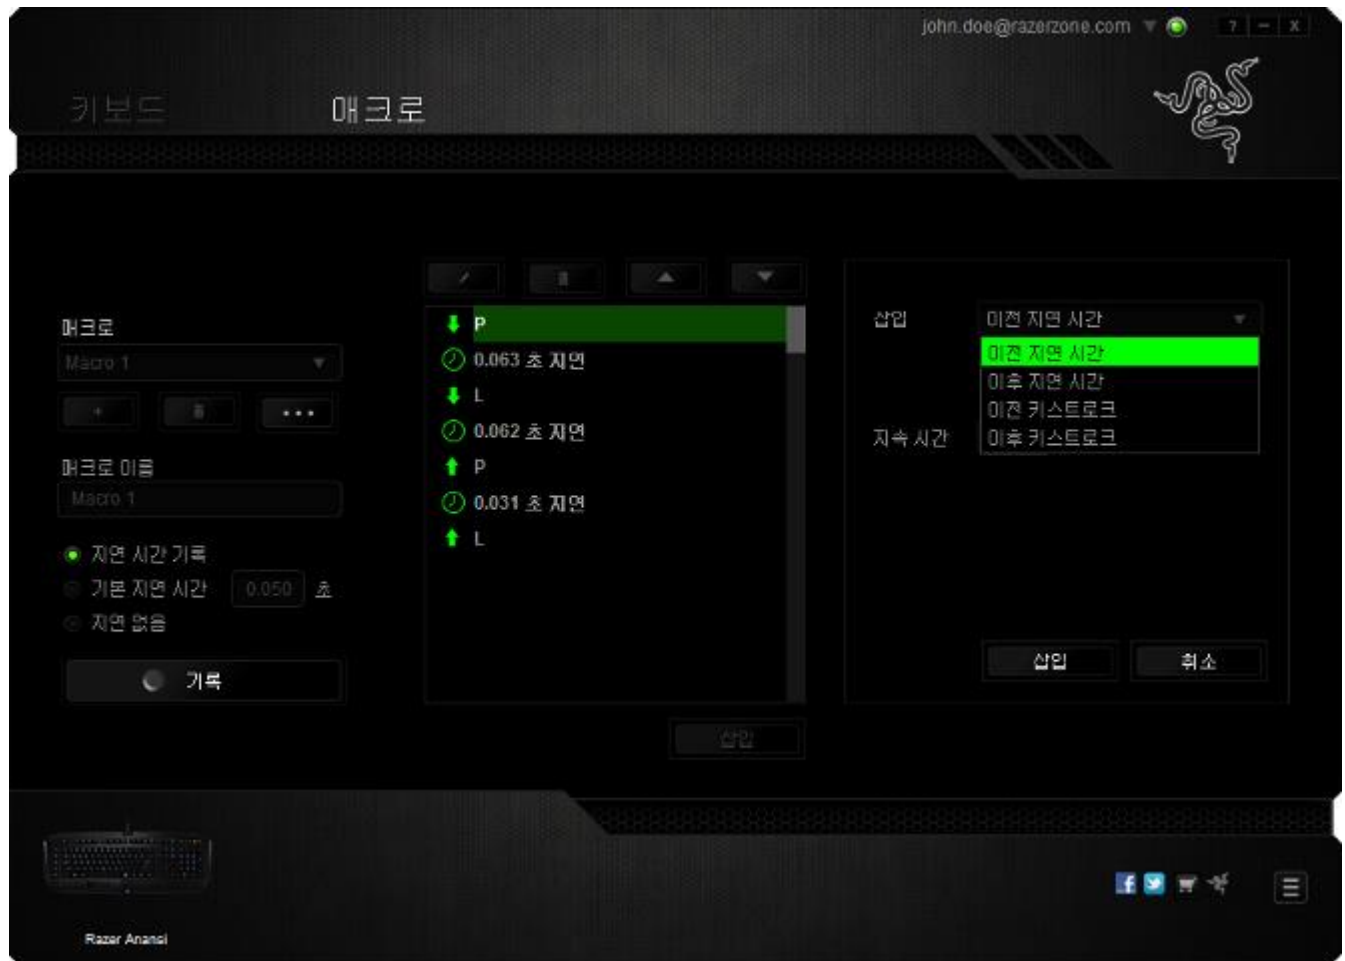 john.doe@razerzone.com
? – X
키보드
매크로
매크로
Macro 1
+
매크로 이름
Macro 1
지연 시간 기록
기본 지연 시간 0.050 초
지연 없음
기록
P
0.063 초 지연
L
0.062 초 지연
P
0.031 초 지연
L
삽입
삽입 이전 지연 시간
이전 지연 시간
이후 지연 시간
이전 키스트로크
이후 키스트로크
지속 시간
삽입 취소
Razer Anansi
f